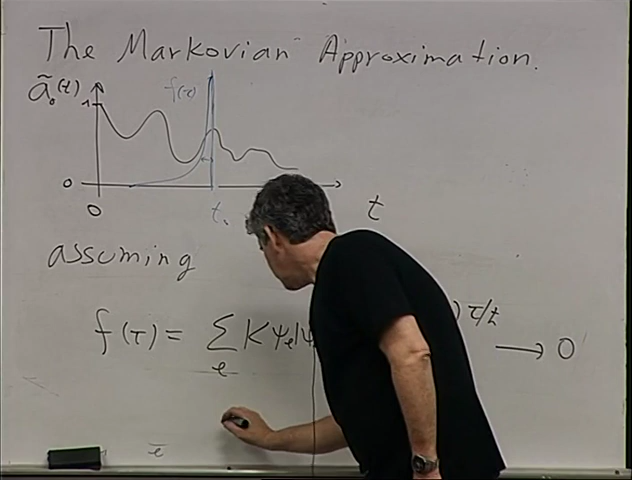 The Markovian Approximation.
ã₀(t)
1
f(τ)
0
0
t₁
t
assuming
f(τ) = Σ K ψₑ|ψ ) τ/ℏ → 0
e
e